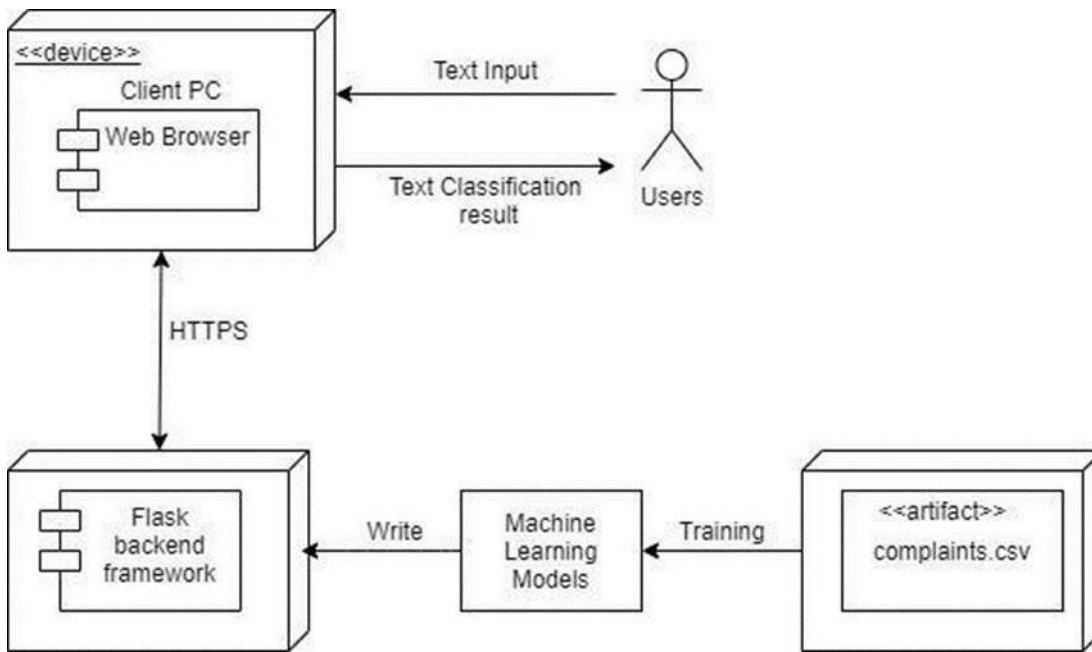 <<device>>
Client PC
Web Browser
Text Input
Text Classification
result
Users
HTTPS
Flask
backend
framework
Write
Machine
Learning
Models
Training
<<artifact>>
complaints.csv